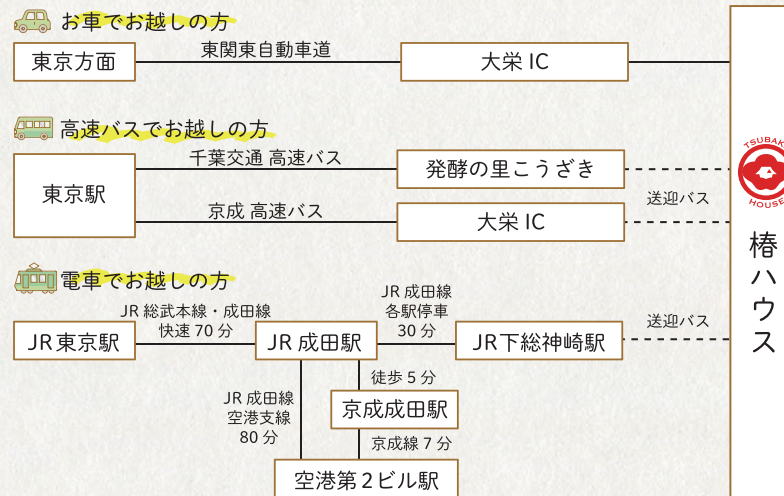 お車でお越しの方
東京方面
東関東自動車道
大栄 IC
高速バスでお越しの方
東京駅
千葉交通 高速バス
発酵の里こうざき
京成 高速バス
大栄 IC
送迎バス
電車でお越しの方
JR 東京駅
JR 総武本線・成田線
快速 70 分
JR 成田駅
JR 成田線
各駅停車
30 分
JR下総神崎駅
送迎バス
徒歩 5 分
京成成田駅
京成線 7 分
JR 成田線
空港支線
80 分
空港第2ビル駅
TSUBAK
HOUSE
椿ハウス